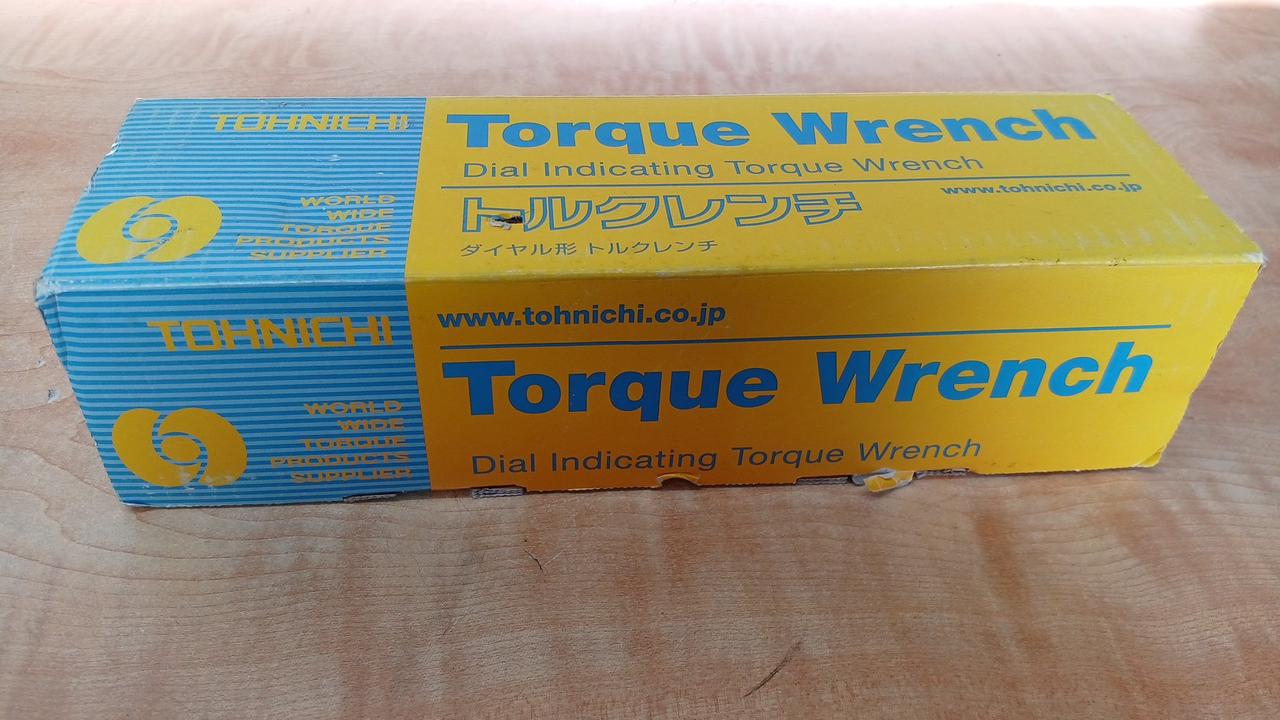 TOHNICHI
WORLD
WIDE
TORQUE
PRODUCTS
SUPPLIER
Torque Wrench
Dial Indicating Torque Wrench
www.tohnichi.co.jp
トルクレンチ
ダイヤル形 トルクレンチ
TOHNICHI
WORLD
WIDE
TORQUE
PRODUCTS
SUPPLIER
www.tohnichi.co.jp
Torque Wrench
Dial Indicating Torque Wrench